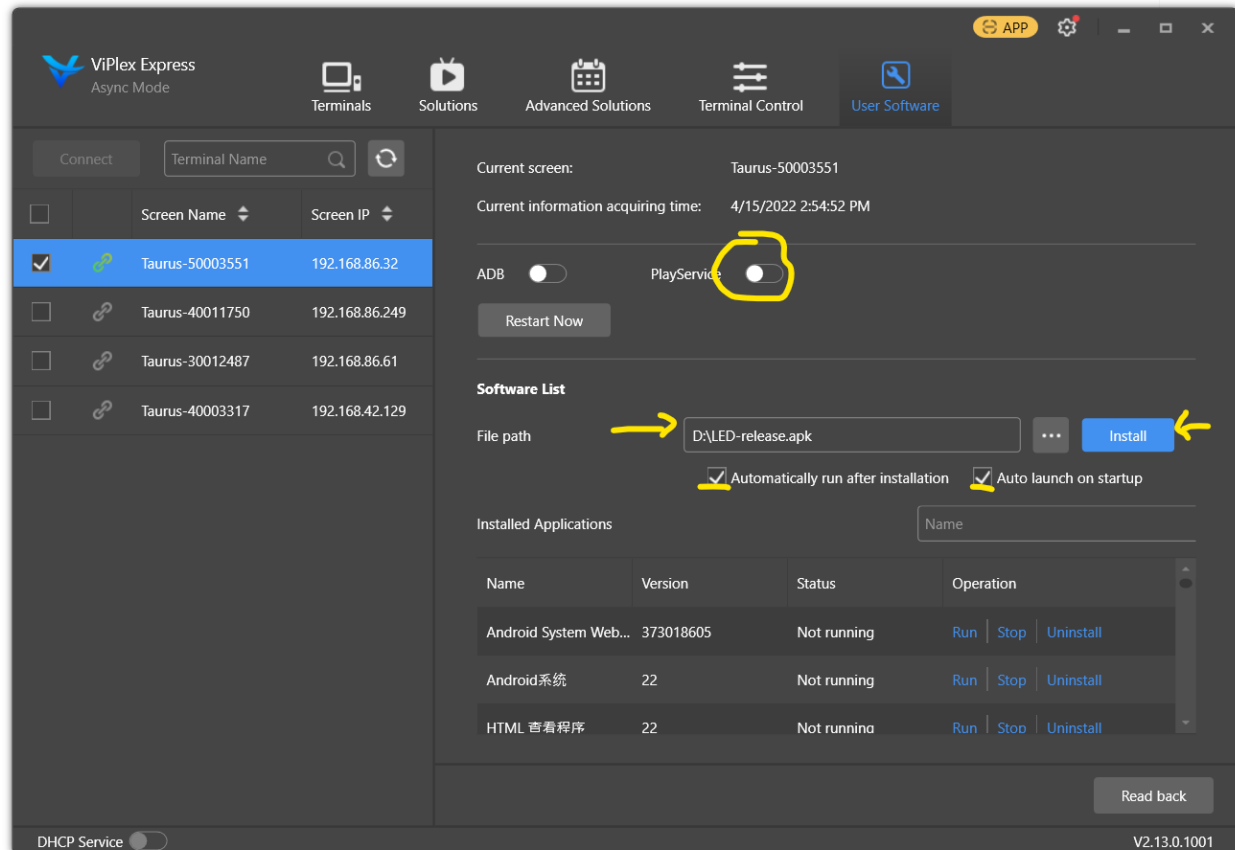 APP
ViPlex Express
Async Mode
Terminals
Solutions
Advanced Solutions
Terminal Control
User Software
Connect
Terminal Name
Screen Name
Screen IP
Taurus-50003551 192.168.86.32
Taurus-40011750 192.168.86.249
Taurus-30012487 192.168.86.61
Taurus-40003317 192.168.42.129
Current screen: Taurus-50003551
Current information acquiring time: 4/15/2022 2:54:52 PM
ADB PlayService
Restart Now
Software List
File path D:\LED-release.apk ••• Install
Automatically run after installation Auto launch on startup
Installed Applications Name
Name Version Status Operation
Android System Web... 373018605 Not running Run Stop Uninstall
Android系统 22 Not running Run Stop Uninstall
HTML 查看程序 22 Not running Run Stop Uninstall
Read back
DHCP Service V2.13.0.1001